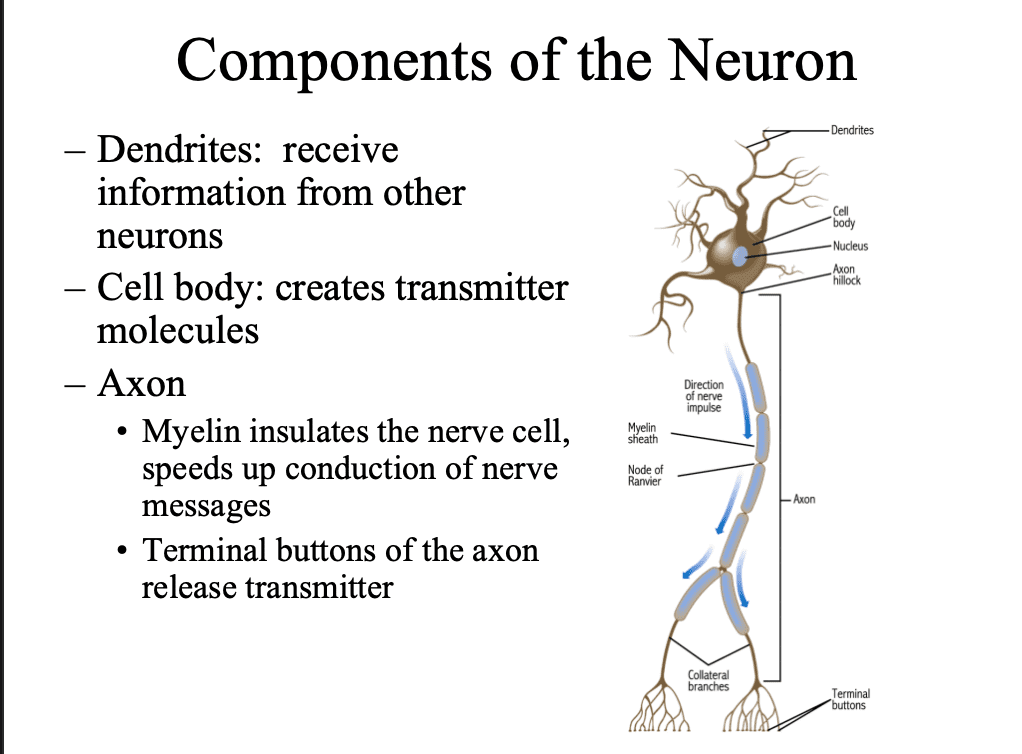 Components of the Neuron
– Dendrites:  receive
information from other
neurons
– Cell body: creates transmitter
molecules
– Axon
• Myelin insulates the nerve cell,
speeds up conduction of nerve
messages
• Terminal buttons of the axon
release transmitter
Dendrites
Cell
body
Nucleus
Axon
hillock
Direction
of nerve
impulse
Myelin
sheath
Node of
Ranvier
Axon
Collateral
branches
Terminal
buttons